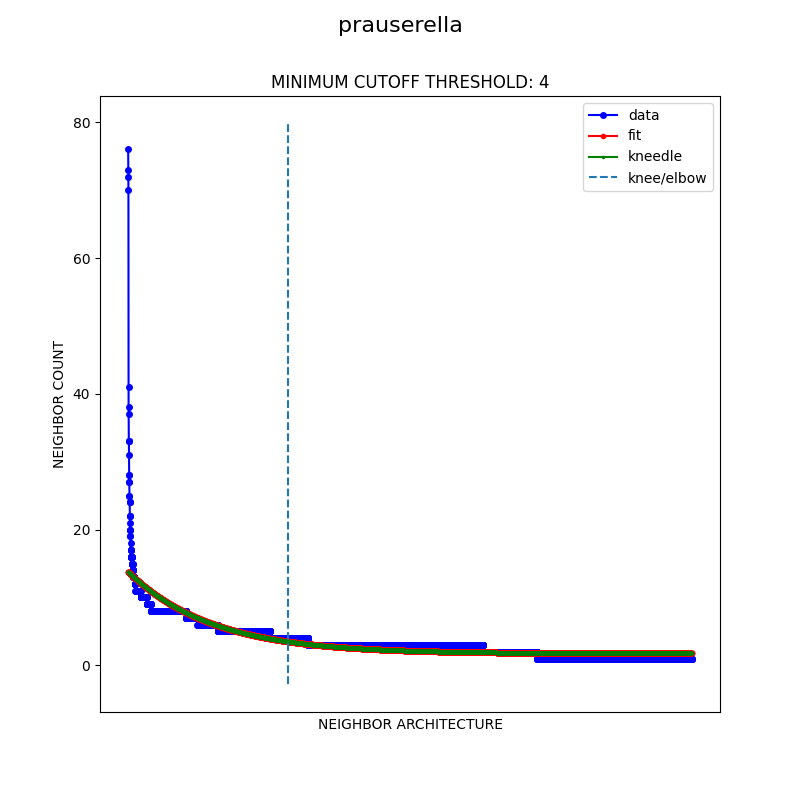 prauserella
MINIMUM CUTOFF THRESHOLD: 4
data
fit
kneedle
knee/elbow
80
60
40
20
0
NEIGHBOR COUNT
NEIGHBOR ARCHITECTURE